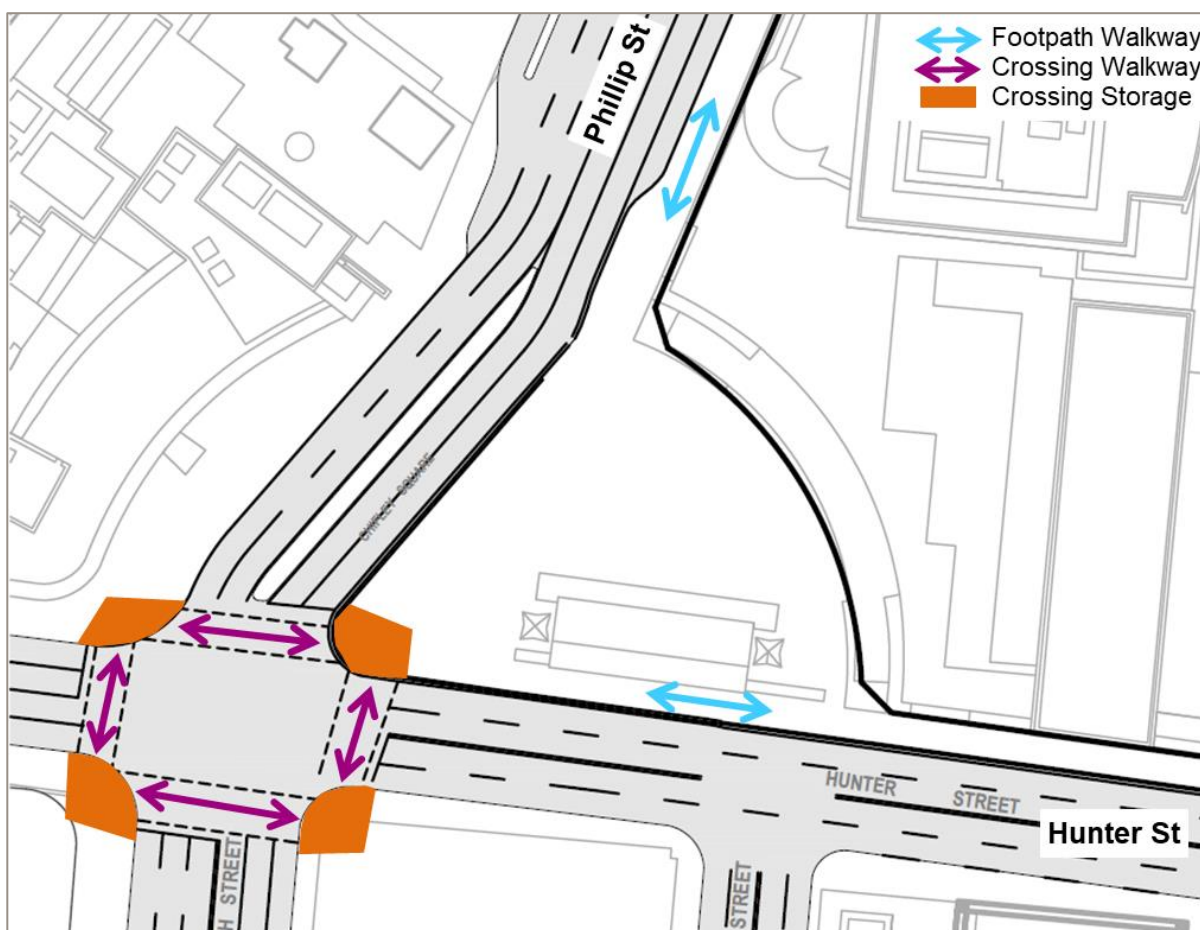 Footpath Walkway
Crossing Walkway
Crossing Storage
Phillip St
CHIFLEY SQUARE
HUNTER STREET
Hunter St
H STREET
STREET